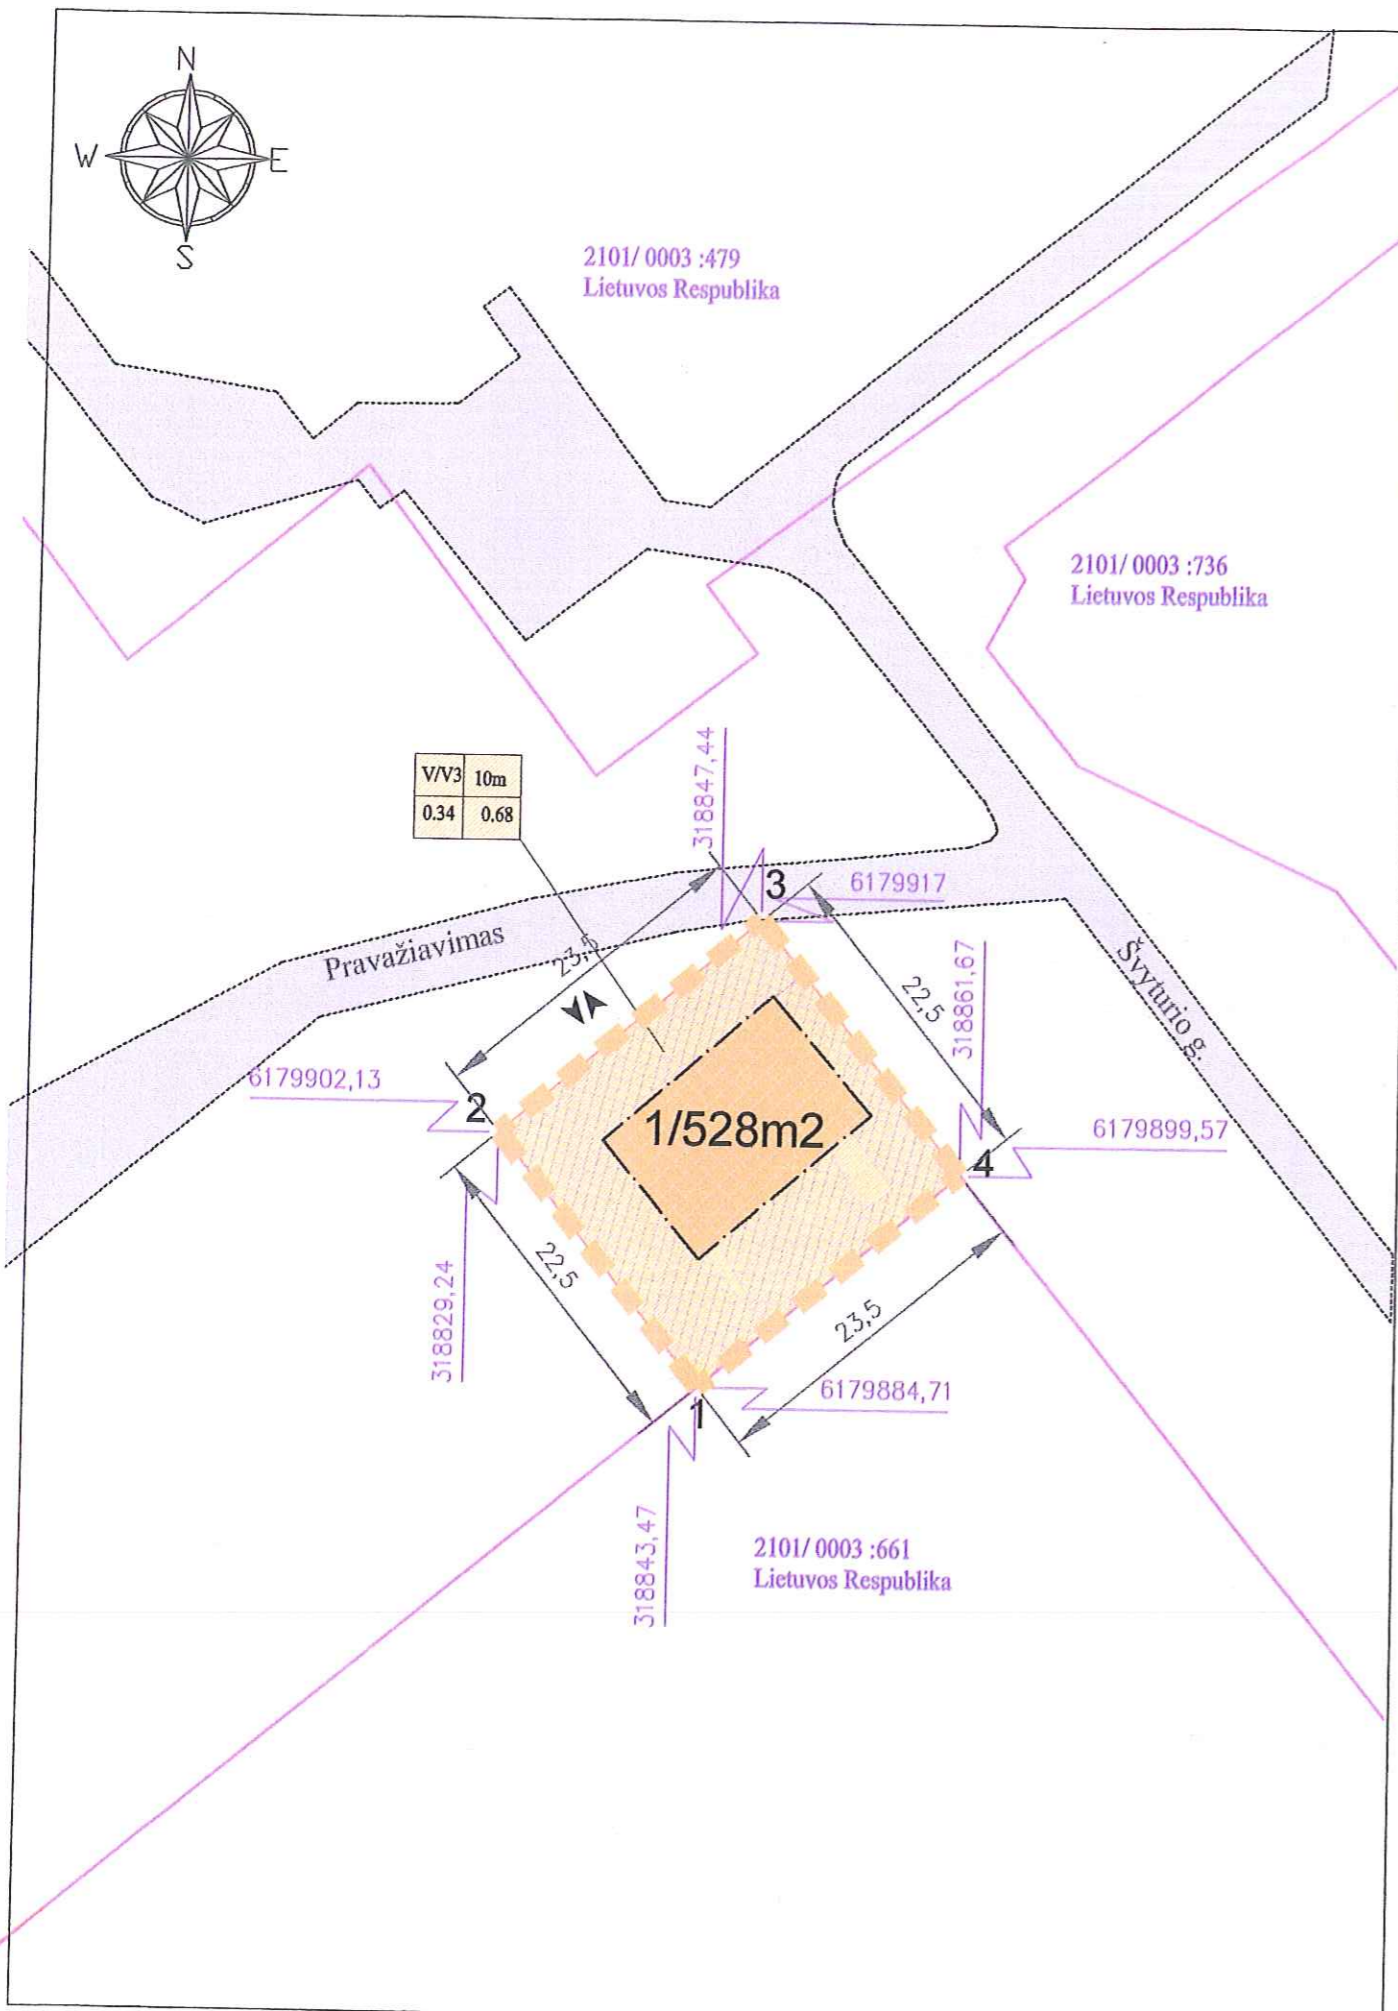 N
W E
S
2101/ 0003 :479
Lietuvos Respublika
2101/ 0003 :736
Lietuvos Respublika
318847,44
V/V3 10m
0.34 0.68
3
6179917
Pravažiavimas
23,5
22,5
318861,67
Švyturio g.
6179902,13
2
1/528m2
6179899,57
4
318829,24
22,5
23,5
6179884,71
1
318843,47
2101/ 0003 :661
Lietuvos Respublika